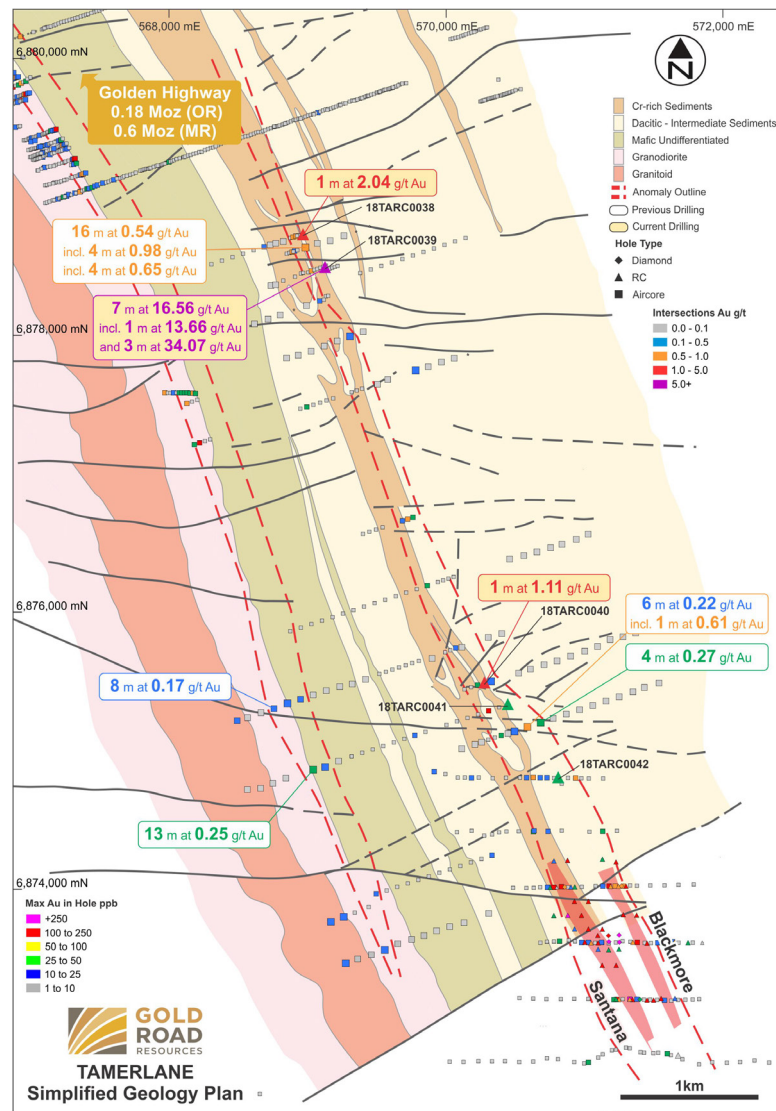 568,000 mE
570,000 mE
572,000 mE
6,880,000 mN
Golden Highway
0.18 Moz (OR)
0.6 Moz (MR)
N
Cr-rich Sediments
Dacitic - Intermediate Sediments
Mafic Undifferentiated
Granodiorite
Granitoid
Anomaly Outline
Previous Drilling
Current Drilling
Hole Type
Diamond
RC
Aircore
Intersections Au g/t
0.0 - 0.1
0.1 - 0.5
0.5 - 1.0
1.0 - 5.0
5.0+
1 m at 2.04 g/t Au
18TARC0038
16 m at 0.54 g/t Au
incl. 4 m at 0.98 g/t Au
incl. 4 m at 0.65 g/t Au
18TARC0039
7 m at 16.56 g/t Au
incl. 1 m at 13.66 g/t Au
and 3 m at 34.07 g/t Au
6,878,000 mN
6,876,000 mN
1 m at 1.11 g/t Au
18TARC0040
6 m at 0.22 g/t Au
incl. 1 m at 0.61 g/t Au
4 m at 0.27 g/t Au
8 m at 0.17 g/t Au
18TARC0041
18TARC0042
13 m at 0.25 g/t Au
6,874,000 mN
Max Au in Hole ppb
+250
100 to 250
50 to 100
25 to 50
10 to 25
1 to 10
Blackmore
Santana
GOLD
ROAD
RESOURCES
TAMERLANE
Simplified Geology Plan
1km